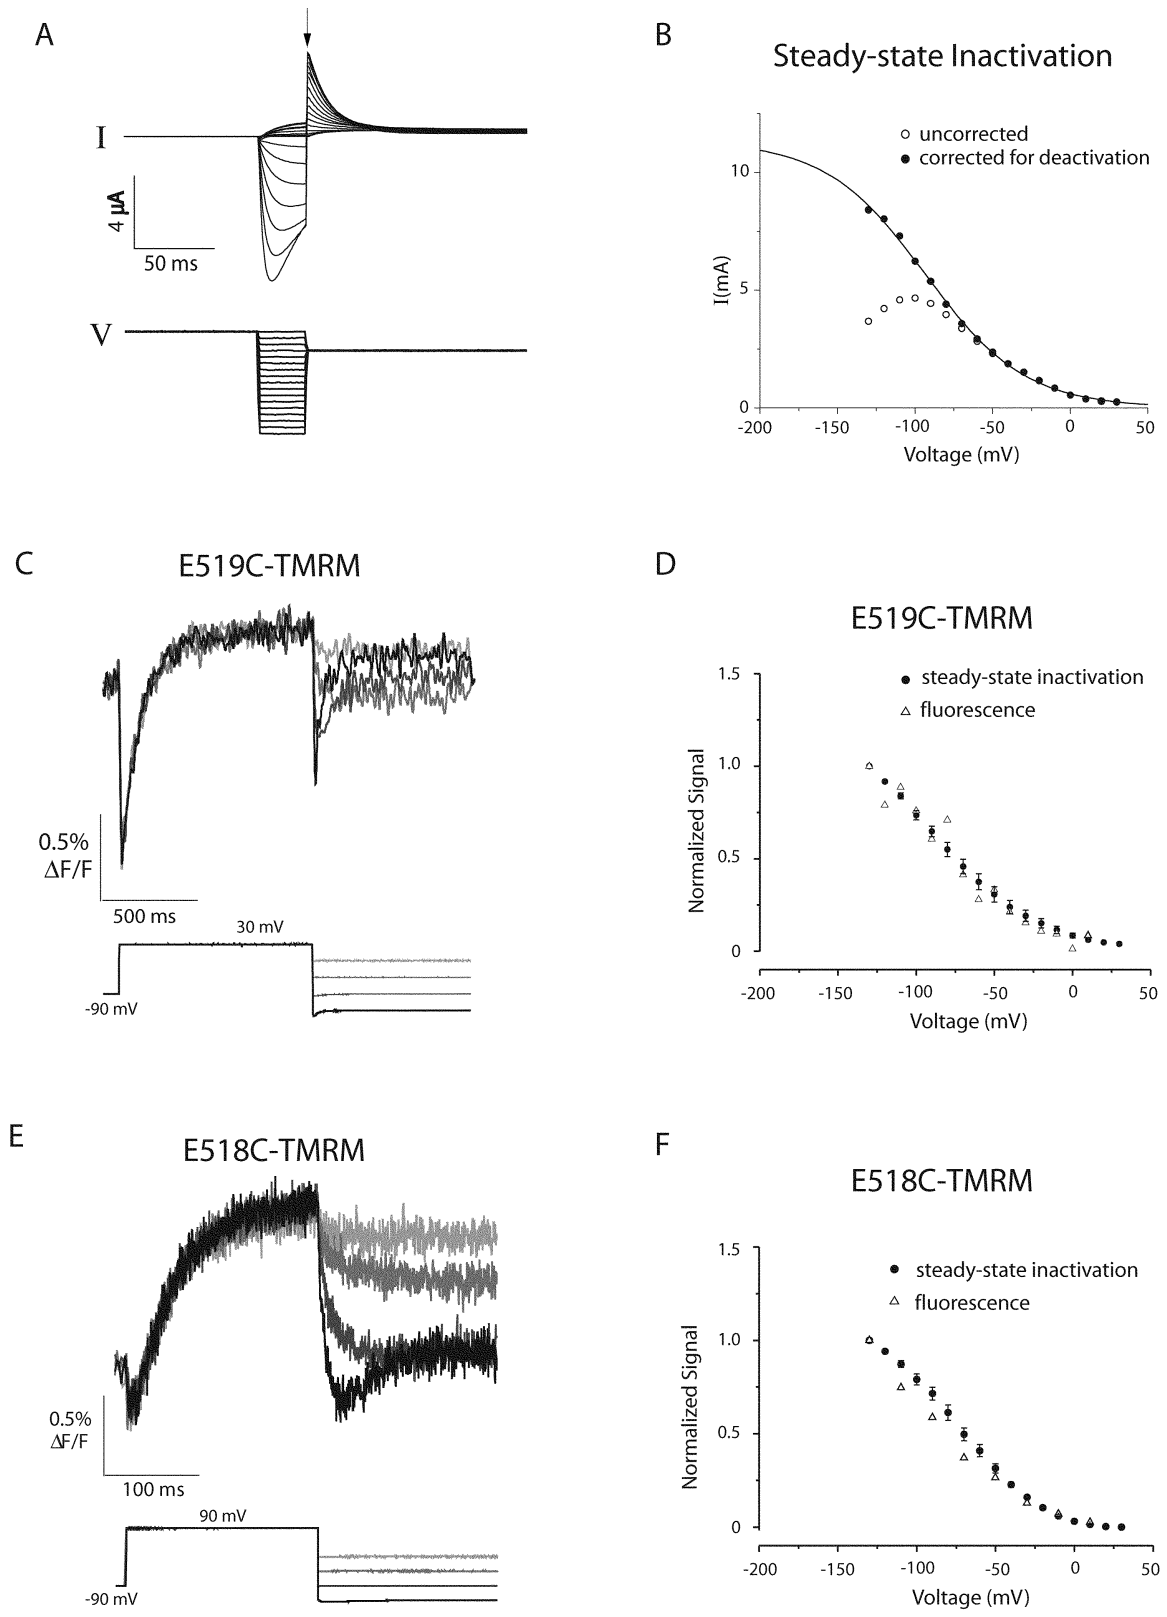 A
I
4 µA
50 ms
V
B
Steady-state Inactivation
uncorrected
corrected for deactivation
10
5
0
I(mA)
-200 -150 -100 -50 0 50
Voltage (mV)
C
E519C-TMRM
0.5%
ΔF/F
500 ms
30 mV
-90 mV
D
E519C-TMRM
steady-state inactivation
fluorescence
1.5
1.0
0.5
0
Normalized Signal
-200 -150 -100 -50 0 50
Voltage (mV)
E
E518C-TMRM
0.5%
ΔF/F
100 ms
90 mV
-90 mV
F
E518C-TMRM
steady-state inactivation
fluorescence
1.5
1.0
0.5
0
Normalized Signal
-200 -150 -100 -50 0 50
Voltage (mV)